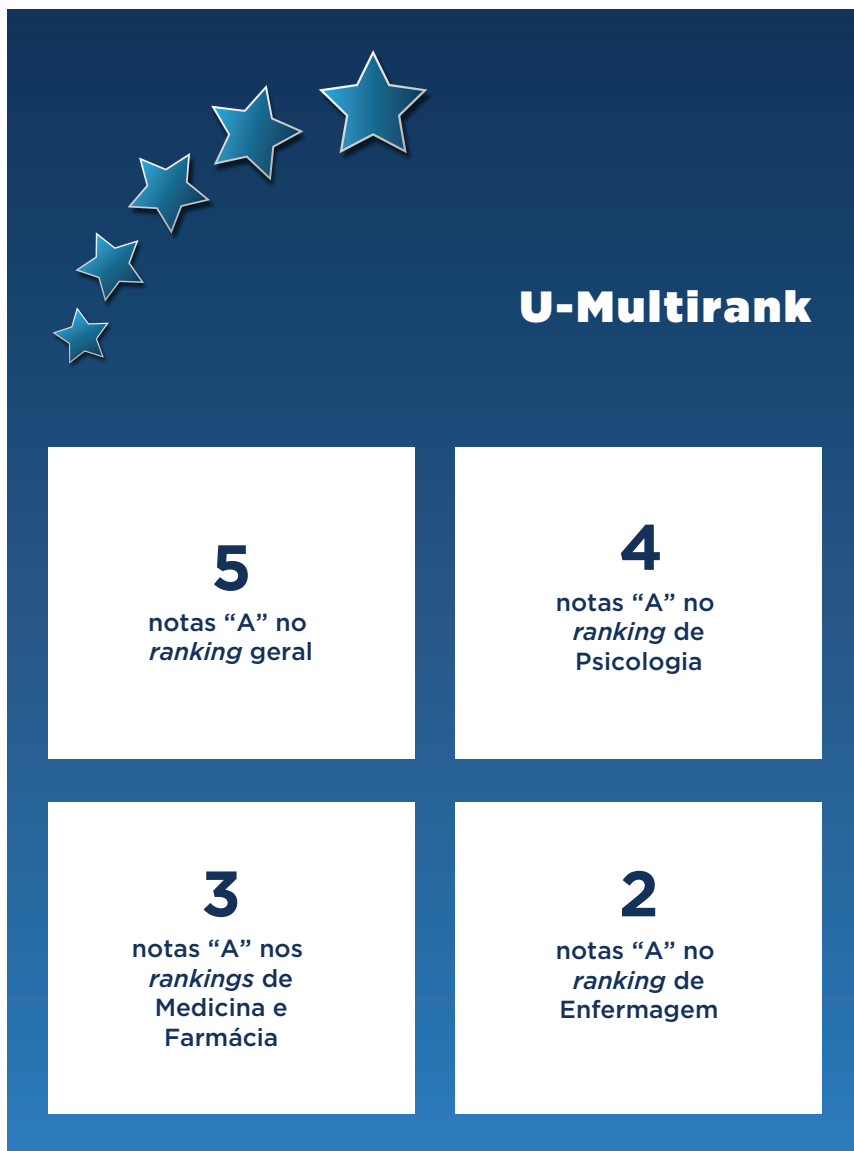 U-Multirank
5
notas “A” no
ranking geral
4
notas “A” no
ranking de
Psicologia
3
notas “A” nos
rankings de
Medicina e
Farmácia
2
notas “A” no
ranking de
Enfermagem